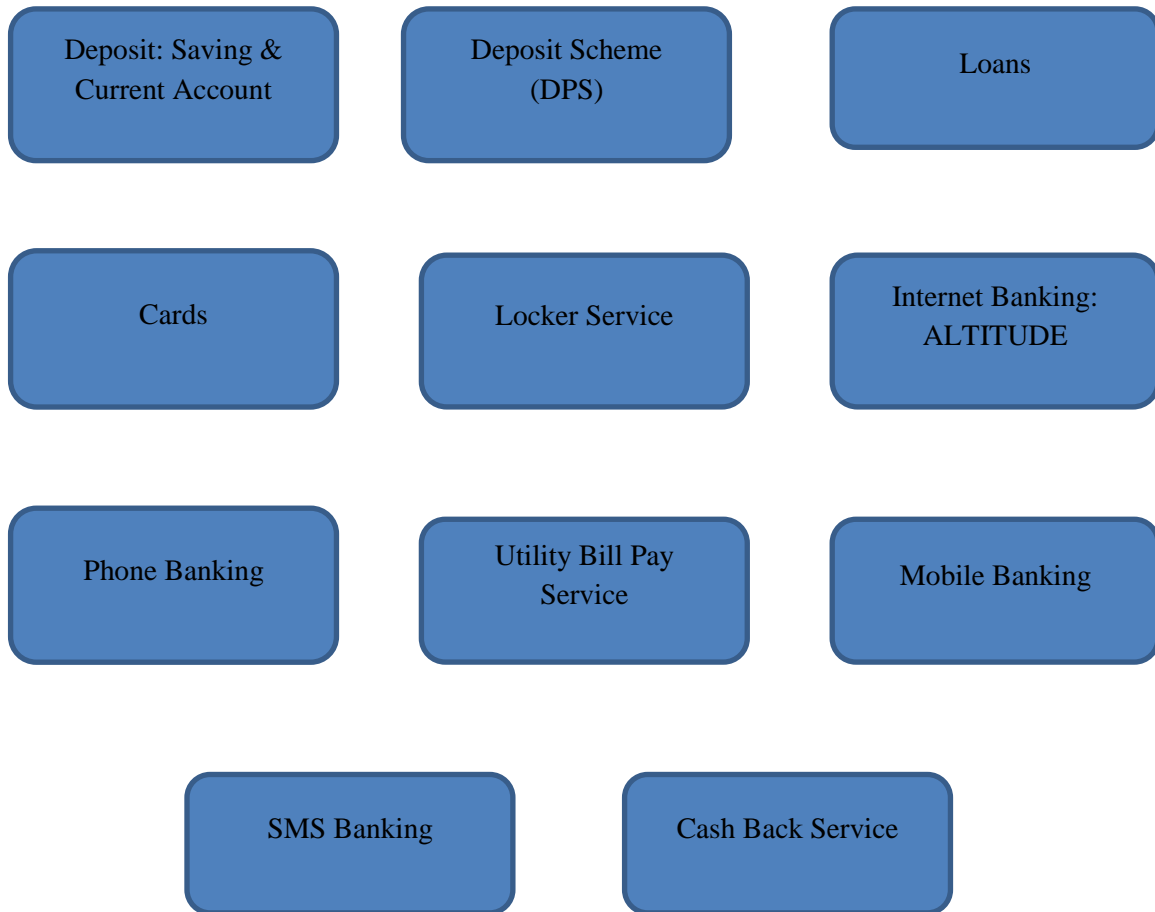 Deposit: Saving &
Current Account
Deposit Scheme
(DPS)
Loans
Cards
Locker Service
Internet Banking:
ALTITUDE
Phone Banking
Utility Bill Pay
Service
Mobile Banking
SMS Banking
Cash Back Service